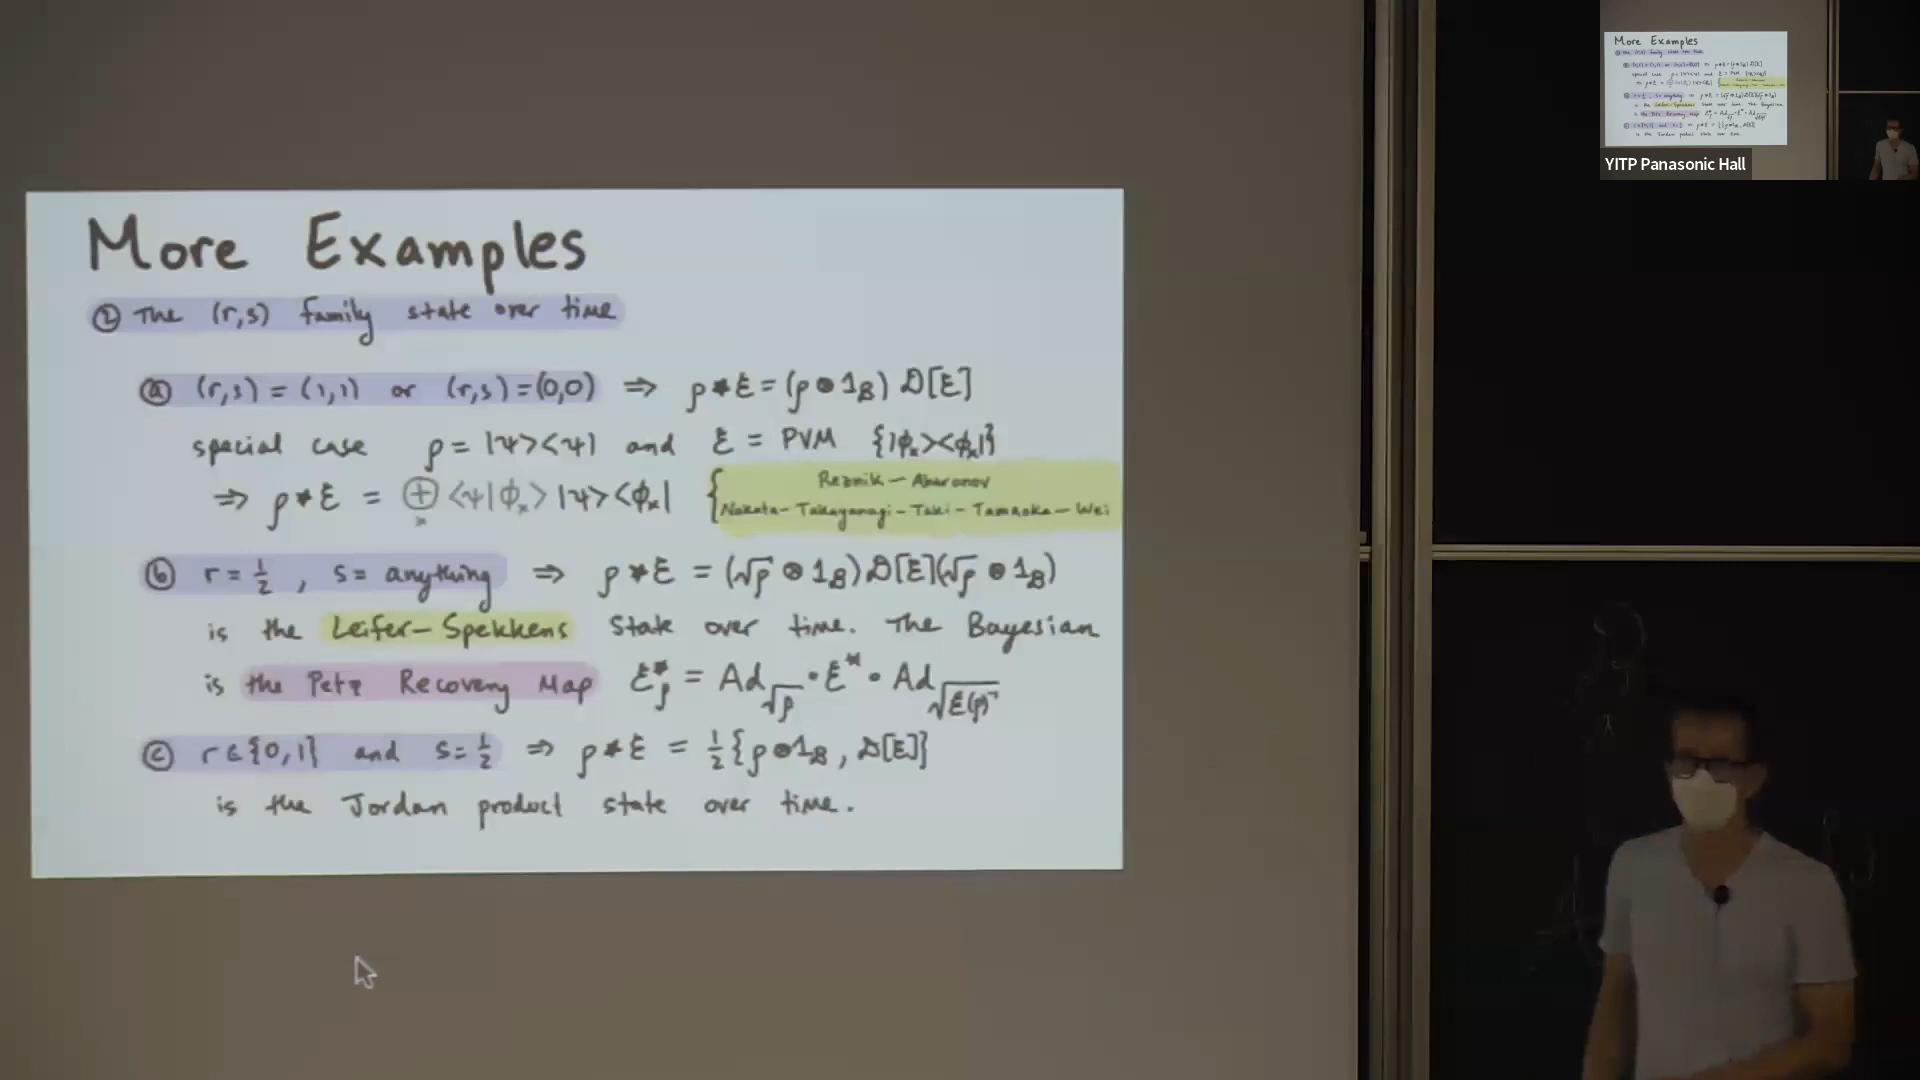 More Examples
② The (r,s) family state over time
ⓐ (r,s) = (1,1) or (r,s) = (0,0) ⇒ ρ⋆ℰ = (ρ⊗1_B) 𝒟[ℰ]
special case ρ = |ψ><ψ| and ℰ = PVM {|ϕ_x><ϕ_x|}
⇒ ρ⋆ℰ = ⊕_x <ψ|ϕ_x> |ψ><ϕ_x| { Reznik – Aharonov
Nakata – Takayanagi – Taki – Tamaoka – Wei
ⓑ r = 1/2 , s = anything ⇒ ρ⋆ℰ = (√ρ ⊗ 1_B) 𝒟[ℰ] (√ρ ⊗ 1_B)
is the Leifer–Spekkens state over time. The Bayesian
is the Petz Recovery Map ℰ*_ρ = Ad_√ρ ∘ ℰ* ∘ Ad_√ℰ(ρ)⁻¹
ⓒ r ∈ {0,1} and s = 1/2 ⇒ ρ⋆ℰ = 1/2 {ρ⊗1_B , 𝒟[ℰ]}
is the Jordan product state over time.
YITP Panasonic Hall